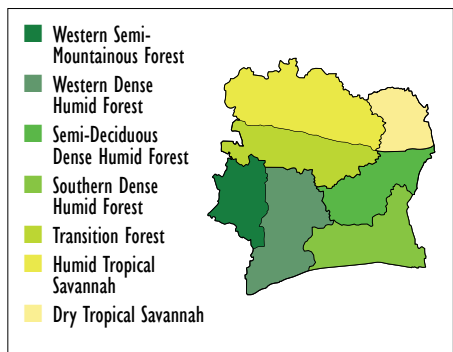 Western Semi-
Mountainous Forest
Western Dense
Humid Forest
Semi-Deciduous
Dense Humid Forest
Southern Dense
Humid Forest
Transition Forest
Humid Tropical
Savannah
Dry Tropical Savannah